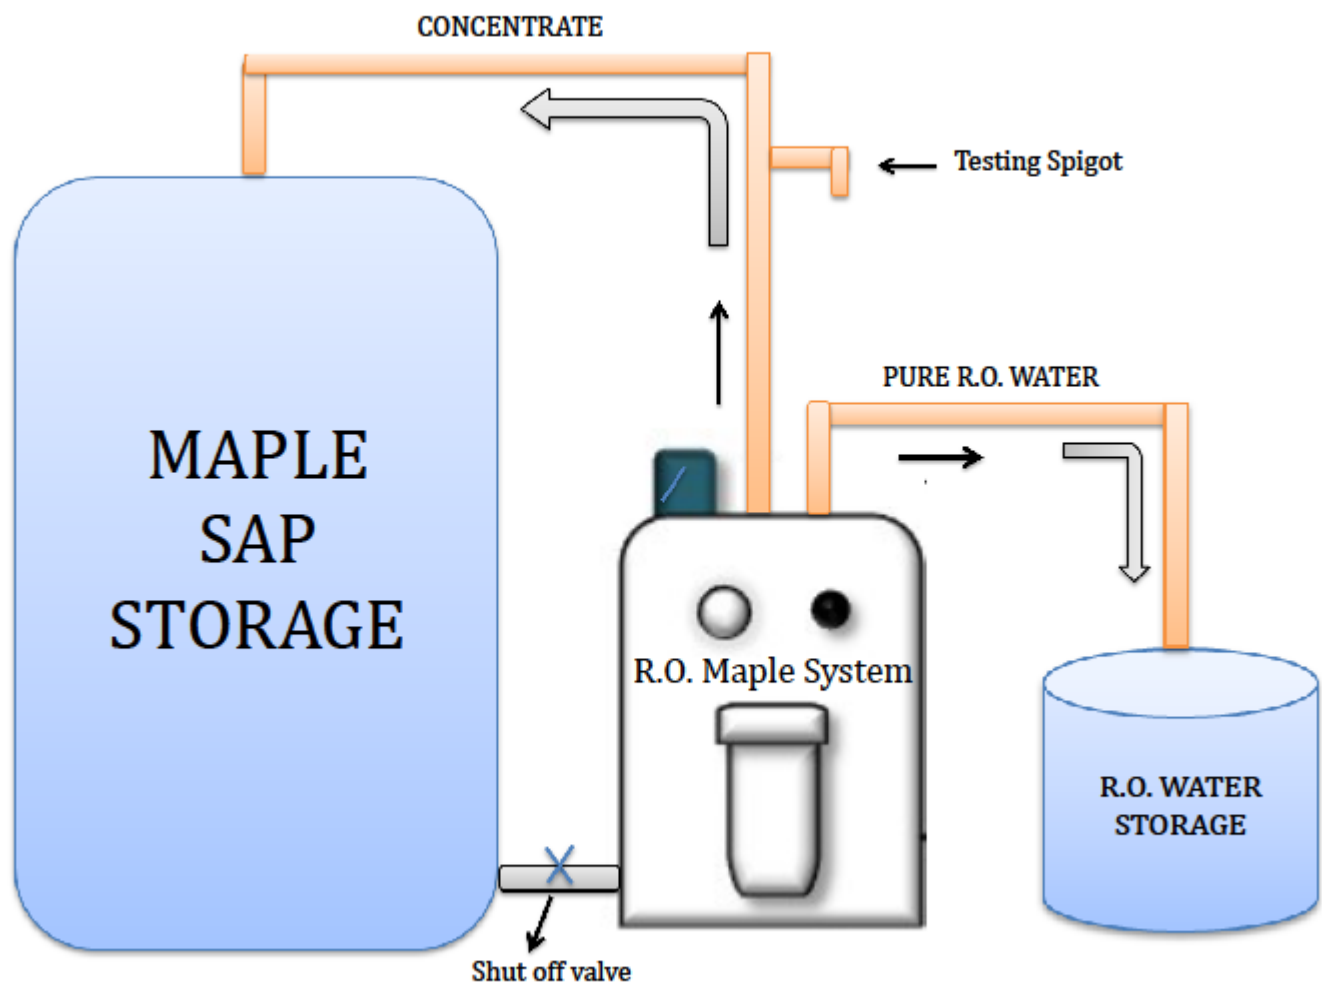 CONCENTRATE
Testing Spigot
PURE R.O. WATER
MAPLE
SAP
STORAGE
R.O. Maple System
R.O. WATER
STORAGE
Shut off valve